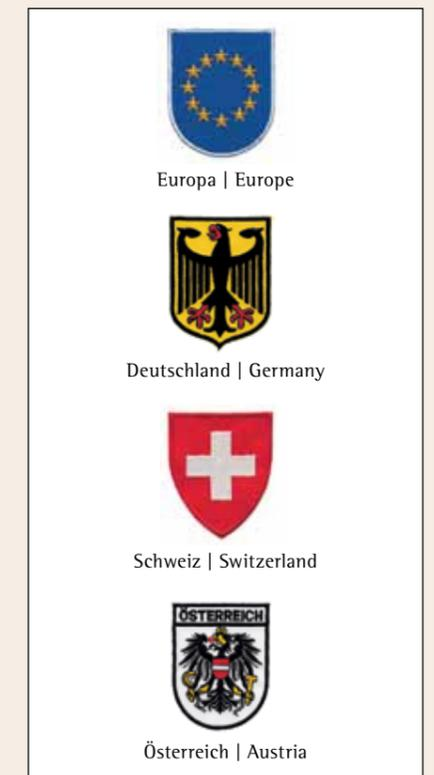 Europa | Europe
Deutschland | Germany
Schweiz | Switzerland
ÖSTERREICH
Österreich | Austria